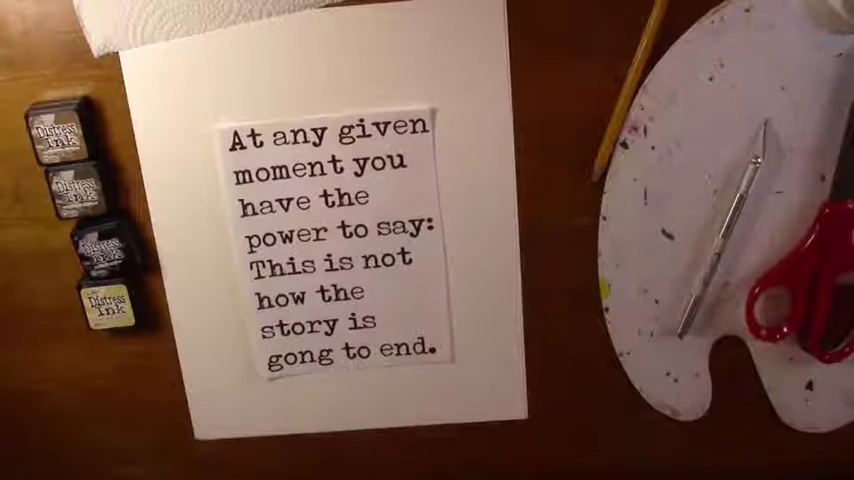 At any given
moment you
have the
power to say:
This is not
how the
story is
gong to end.
Distress
Ink
Distress
Ink
Distress
Ink
Distress
Ink